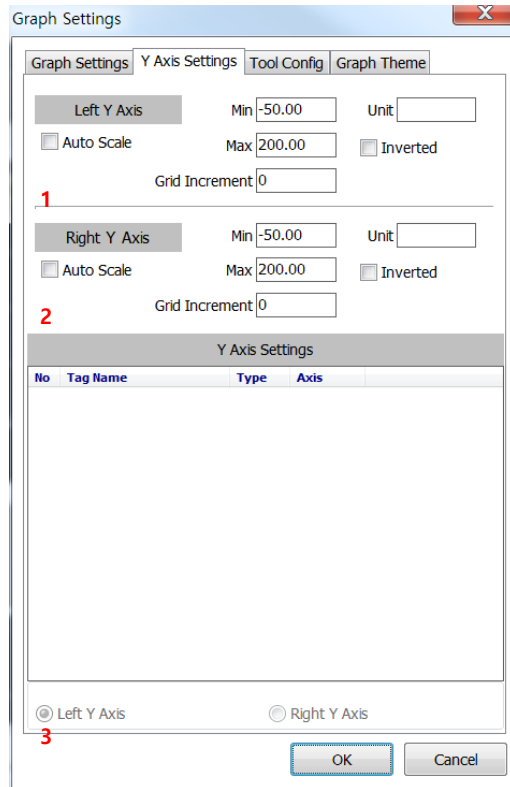 Graph Settings
X
Graph Settings Y Axis Settings Tool Config Graph Theme
Left Y Axis Min -50.00 Unit
Auto Scale Max 200.00 Inverted
Grid Increment 0
1
Right Y Axis Min -50.00 Unit
Auto Scale Max 200.00 Inverted
Grid Increment 0
2
Y Axis Settings
No Tag Name Type Axis
Left Y Axis Right Y Axis
3
OK Cancel